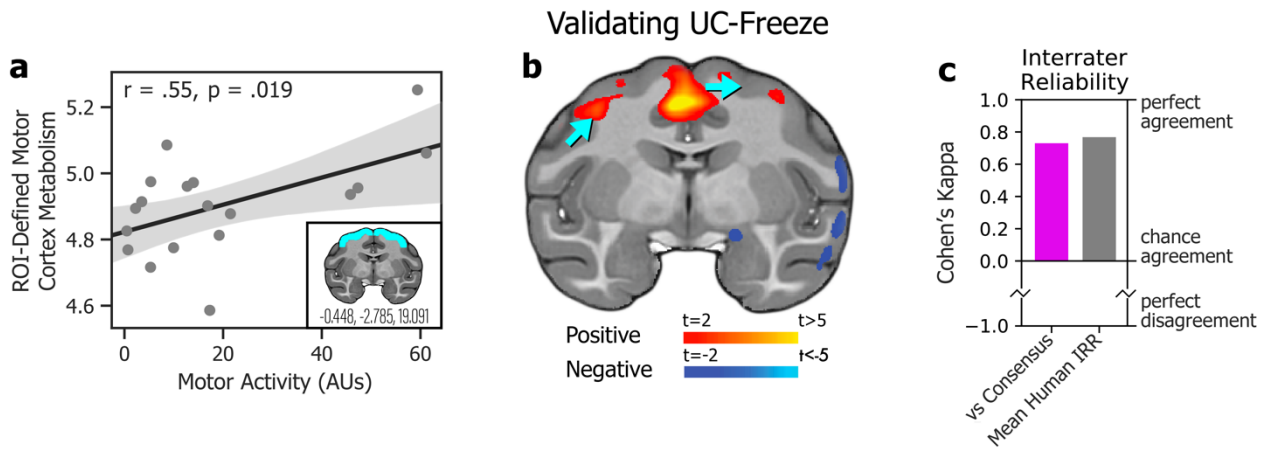 Validating UC-Freeze
a
r = .55, p = .019
ROI-Defined Motor
Cortex Metabolism
5.2
5.0
4.8
4.6
-0.448, -2.785, 19.091
0
20
40
60
Motor Activity (AUs)
b
t=2
t>5
Positive
t=-2
t<-5
Negative
c
Interrater
Reliability
Cohen's Kappa
1.0
0.8
0.6
0.4
0.2
0.0
−1.0
perfect
agreement
chance
agreement
perfect
disagreement
vs Consensus
Mean Human IRR